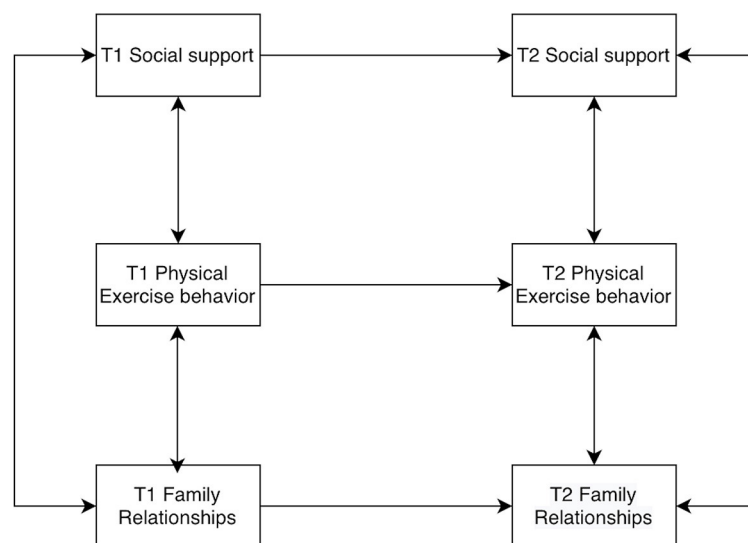 T1 Social support
T2 Social support
T1 Physical
Exercise behavior
T2 Physical
Exercise behavior
T1 Family
Relationships
T2 Family
Relationships